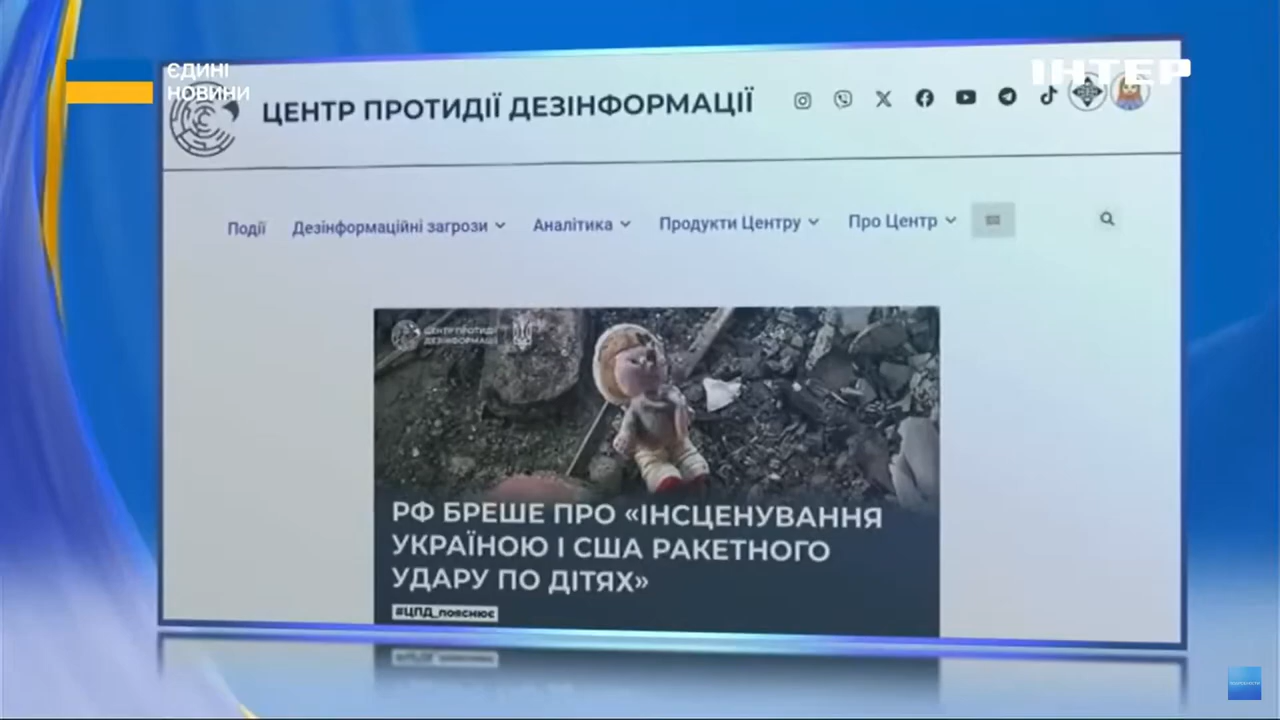 ЄДИНІ
НОВИНИ
ІНТЕР
ЦЕНТР ПРОТИДІЇ ДЕЗІНФОРМАЦІЇ
Події Дезінформаційні загрози Аналітика Продукти Центру Про Центр
ЦЕНТР ПРОТИДІЇ
ДЕЗІНФОРМАЦІЇ
РФ БРЕШЕ ПРО «ІНСЦЕНУВАННЯ
УКРАЇНОЮ І США РАКЕТНОГО
УДАРУ ПО ДІТЯХ»
#ЦПД_пояснює